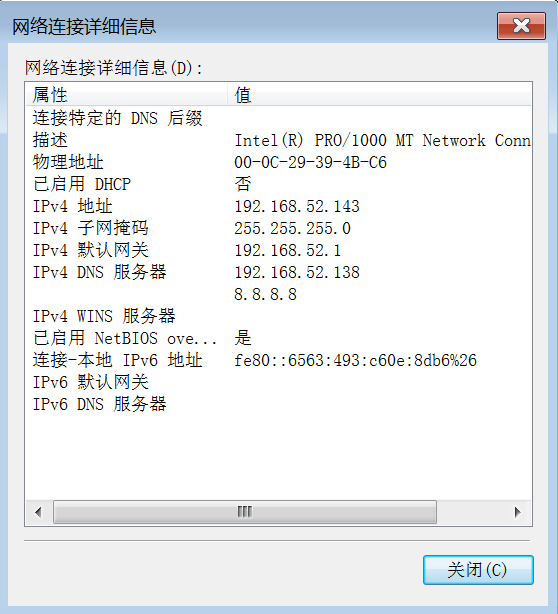 网络连接详细信息
网络连接详细信息(D):
属性 值
连接特定的 DNS 后缀
描述 Intel(R) PRO/1000 MT Network Conn
物理地址 00-0C-29-39-4B-C6
已启用 DHCP 否
IPv4 地址 192.168.52.143
IPv4 子网掩码 255.255.255.0
IPv4 默认网关 192.168.52.1
IPv4 DNS 服务器 192.168.52.138
8.8.8.8
IPv4 WINS 服务器
已启用 NetBIOS ove... 是
连接-本地 IPv6 地址 fe80::6563:493:c60e:8db6%26
IPv6 默认网关
IPv6 DNS 服务器
关闭(C)